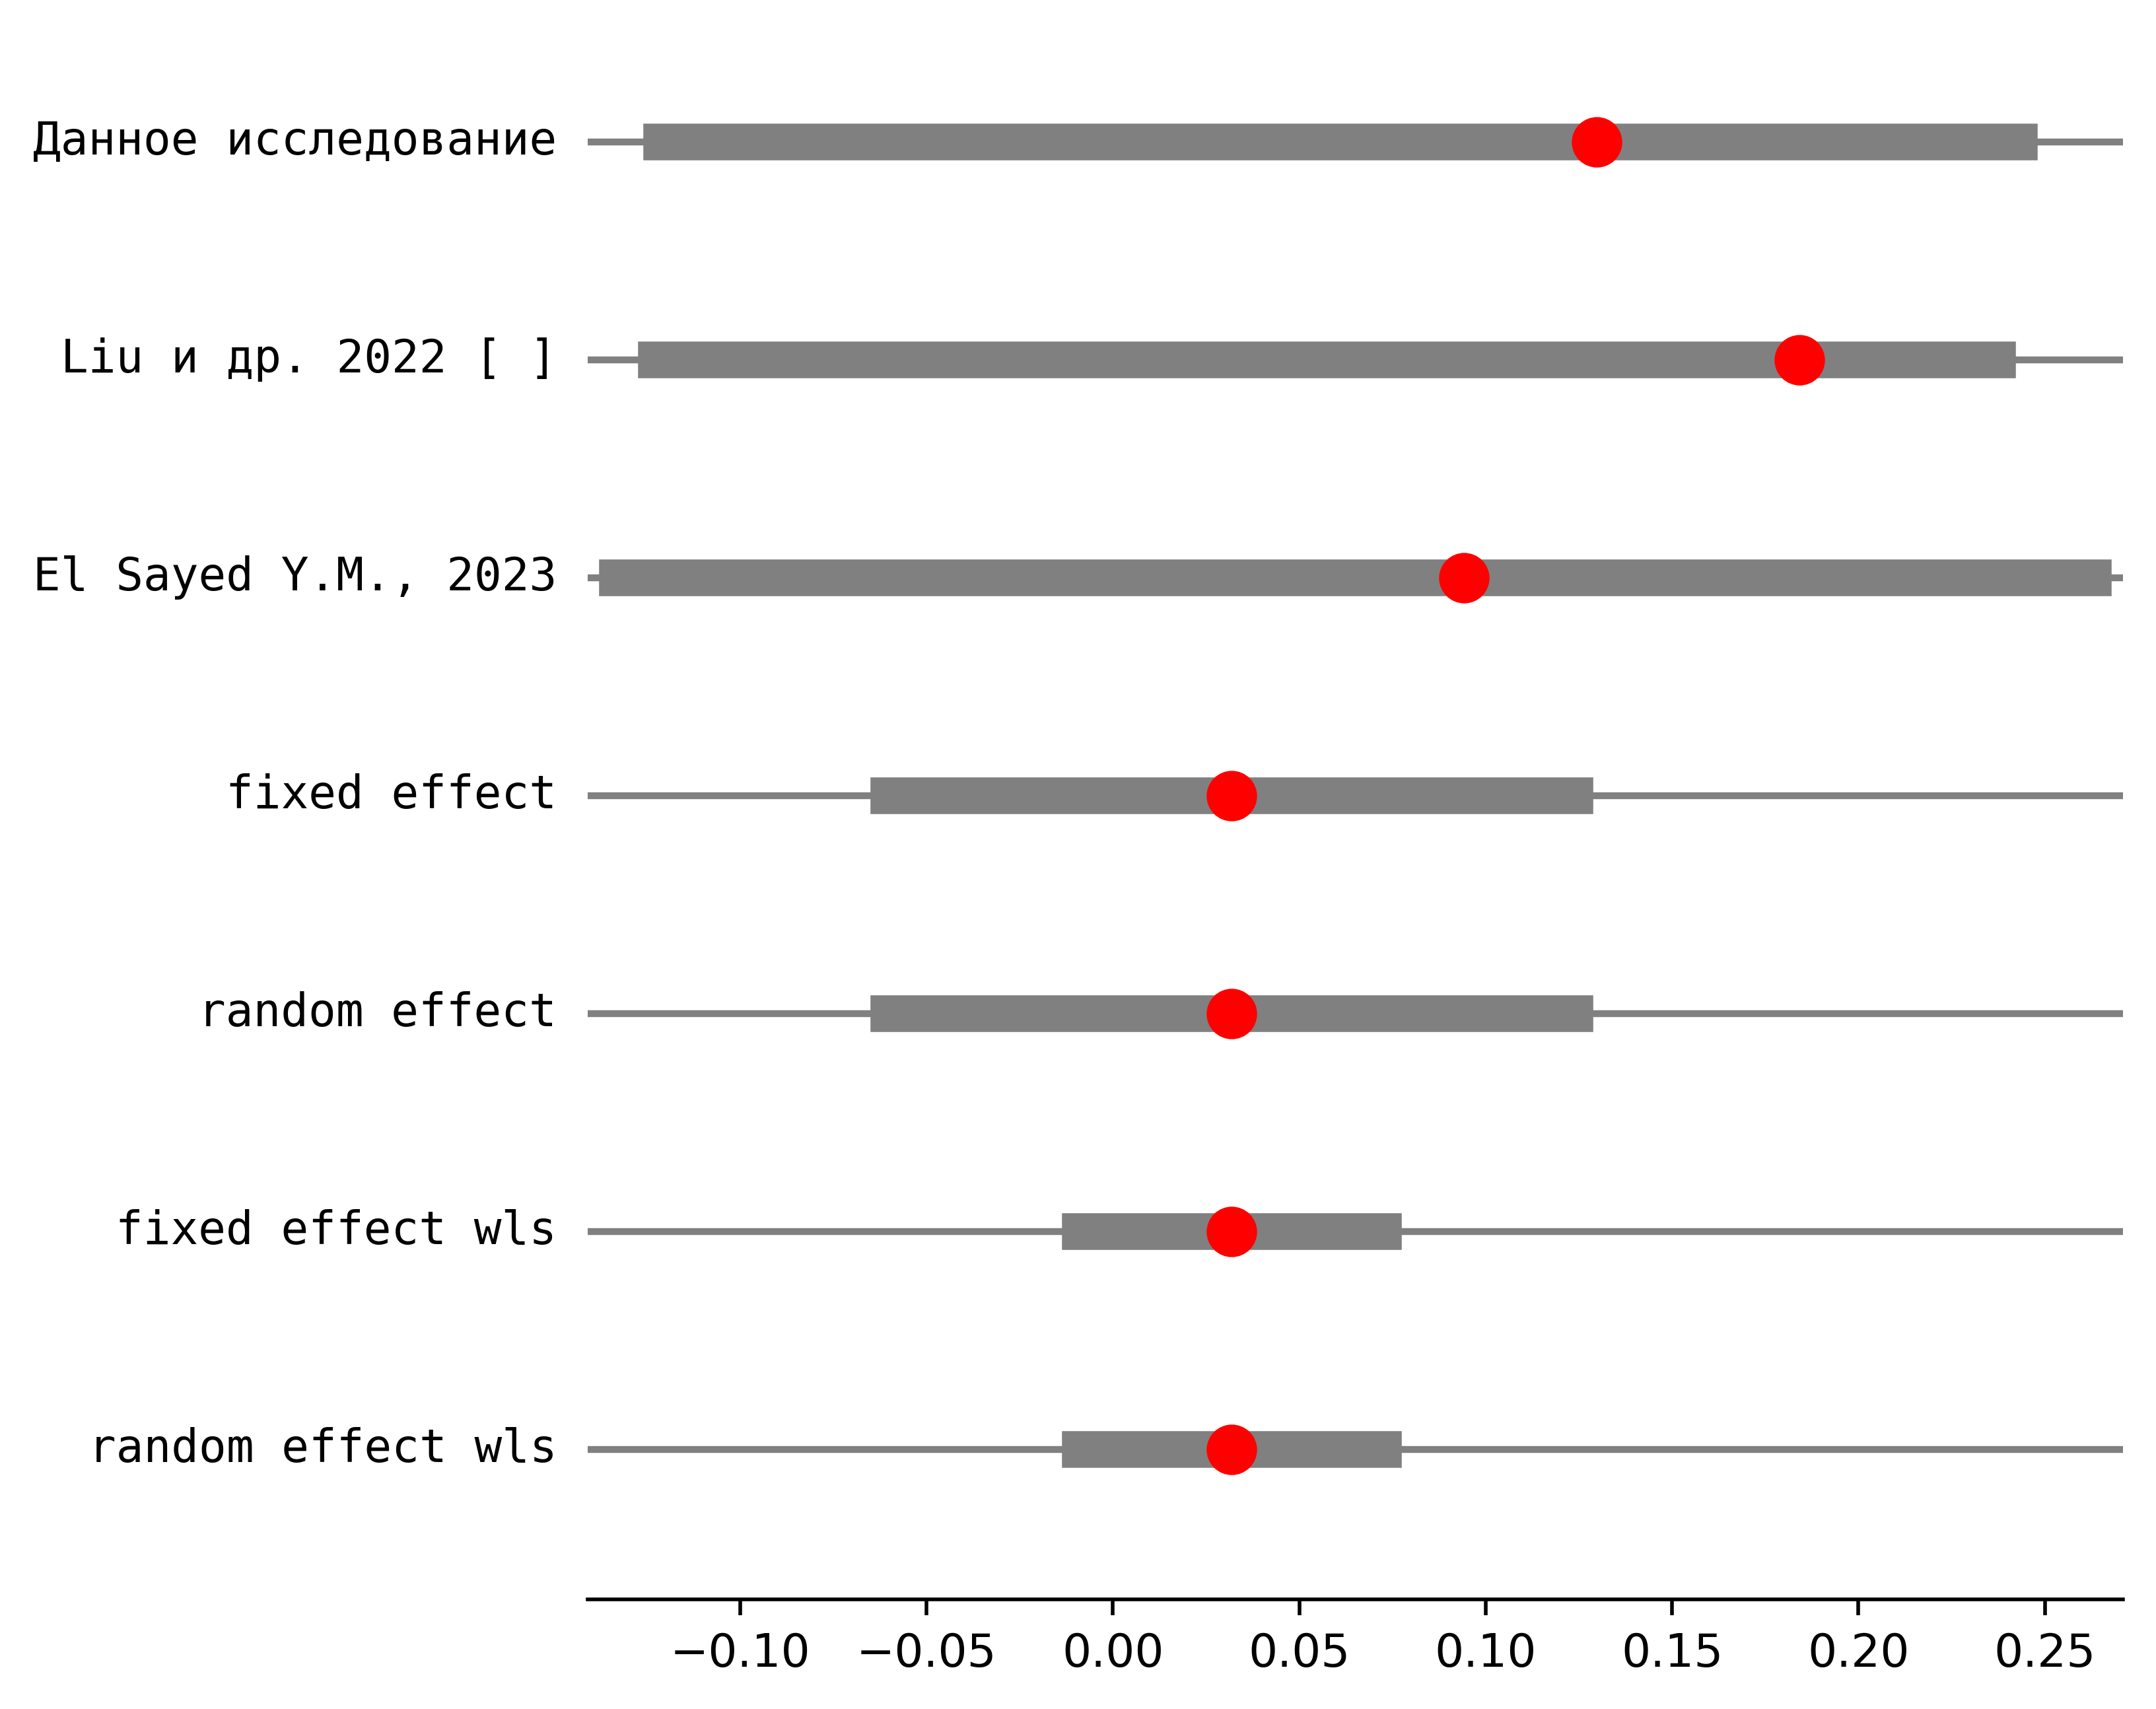 Данное исследование
Liu и др. 2022 [ ]
El Sayed Y.M., 2023
fixed effect
random effect
fixed effect wls
random effect wls
−0.10 −0.05 0.00 0.05 0.10 0.15 0.20 0.25